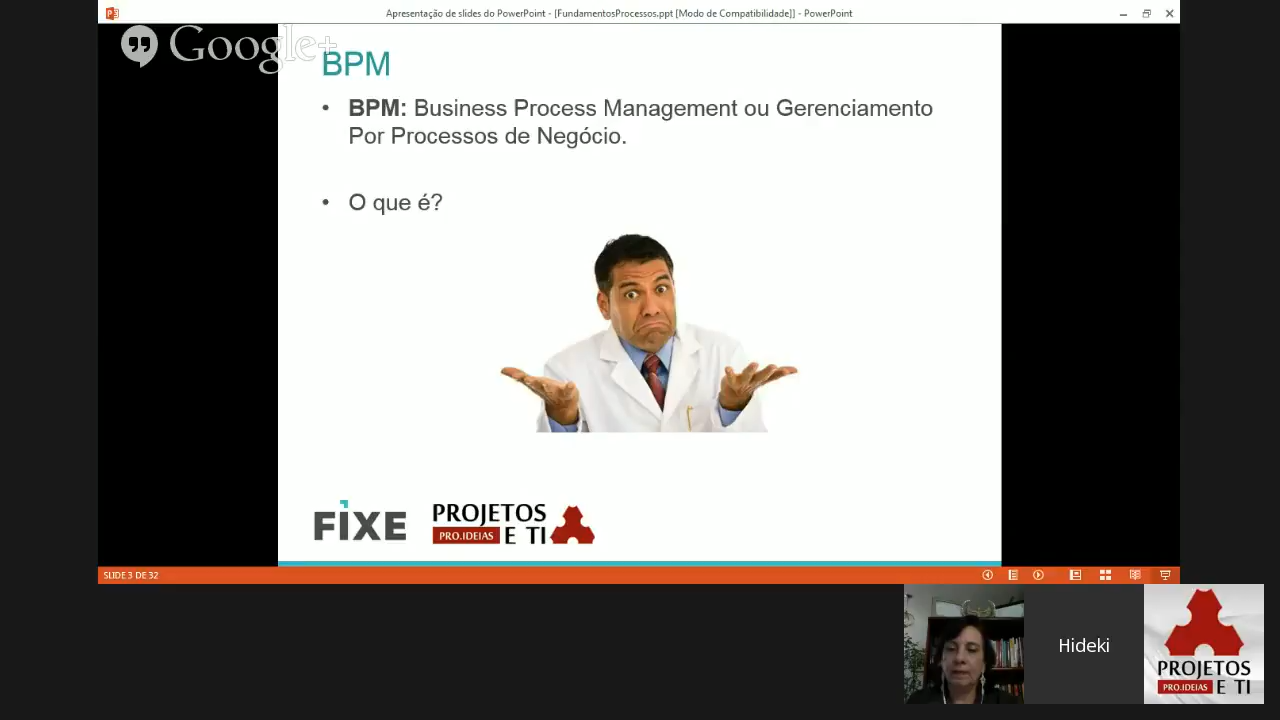 Apresentação de slides do PowerPoint - [FundamentosProcessos.ppt [Modo de Compatibilidade]] - PowerPoint
Google+
BPM
• BPM: Business Process Management ou Gerenciamento
Por Processos de Negócio.
• O que é?
FIXE
PROJETOS
PRO.IDEIAS E TI
SLIDE 3 DE 32
Hideki
PROJETOS
PRO.IDEIAS E TI